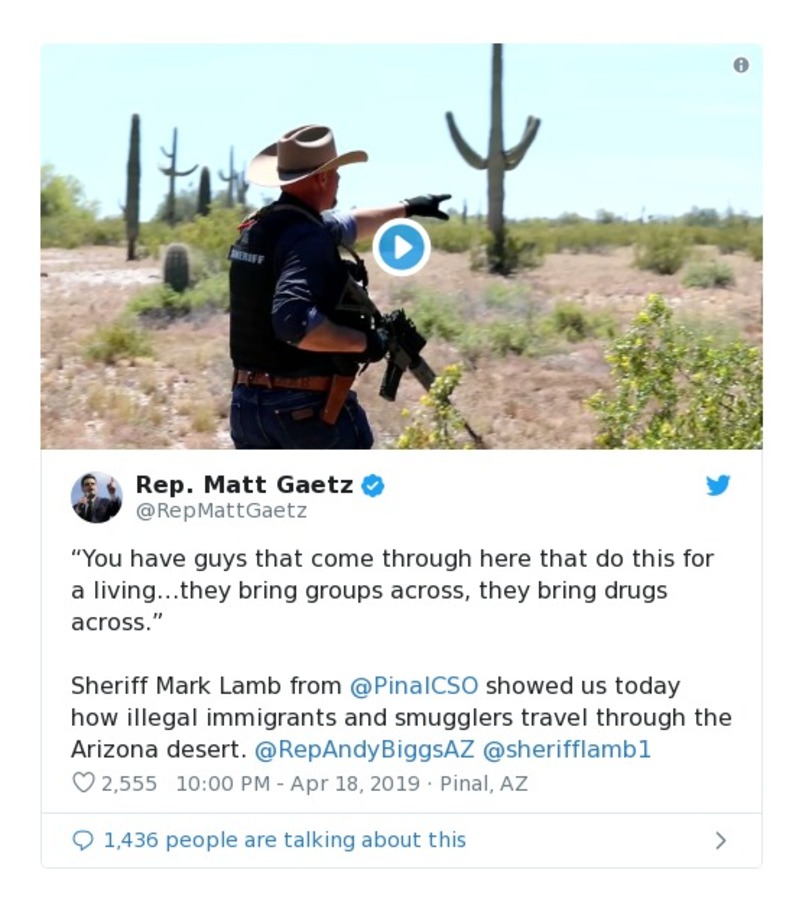 SHERIFF
Rep. Matt Gaetz
@RepMattGaetz
“You have guys that come through here that do this for
a living...they bring groups across, they bring drugs
across.”
Sheriff Mark Lamb from @PinalCSO showed us today
how illegal immigrants and smugglers travel through the
Arizona desert. @RepAndyBiggsAZ @sherifflamb1
2,555 10:00 PM - Apr 18, 2019 · Pinal, AZ
1,436 people are talking about this